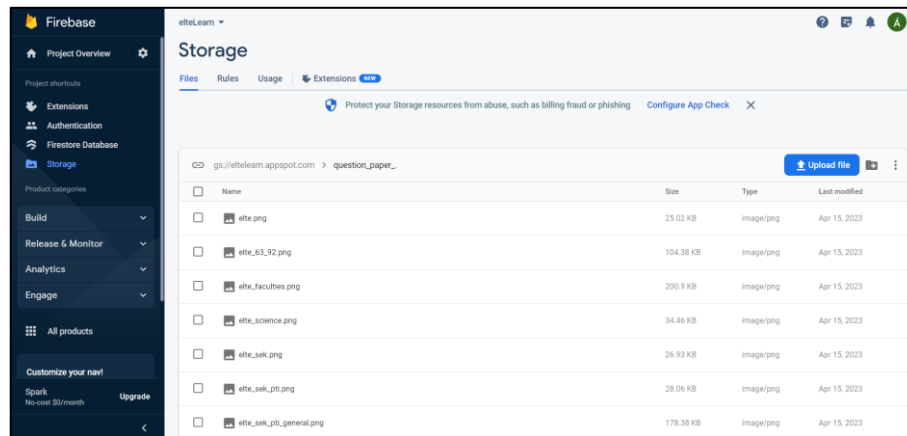 Firebase
Project Overview
Project shortcuts
Extensions
Authentication
Firestore Database
Storage
Product categories
Build
Release & Monitor
Analytics
Engage
All products
Customize your nav!
Spark
No-cost $0/month
Upgrade
elteLearn
Á
Storage
Files Rules Usage Extensions NEW
Protect your Storage resources from abuse, such as billing fraud or phishing Configure App Check
gs://eltelearn.appspot.com > question_paper_.
Upload file
Name Size Type Last modified
elte.png 25.02 KB image/png Apr 15, 2023
elte_63_92.png 104.38 KB image/png Apr 15, 2023
elte_faculties.png 200.9 KB image/png Apr 15, 2023
elte_science.png 34.46 KB image/png Apr 15, 2023
elte_sek.png 26.93 KB image/png Apr 15, 2023
elte_sek_pti.png 28.06 KB image/png Apr 15, 2023
elte_sek_pti_general.png 178.38 KB image/png Apr 15, 2023